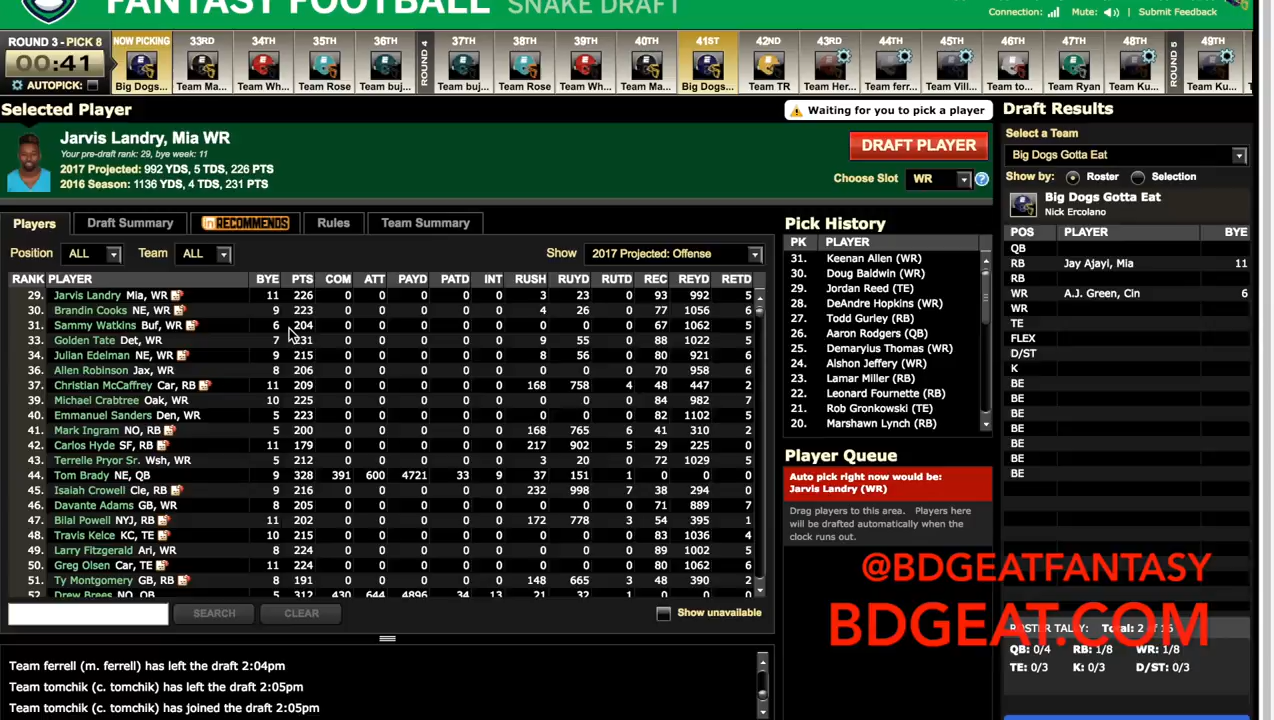 FANTASY FOOTBALL SNAKE DRAFT
Connection: Mute: | Submit Feedback
ROUND 3 - PICK 8
00:41
AUTOPICK:
NOW PICKING
Big Dogs...
33RD
Team Ma...
34TH
Team Wh...
35TH
Team Rose
36TH
Team buj...
ROUND 4
37TH
Team buj...
38TH
Team Rose
39TH
Team Wh...
40TH
Team Ma...
41ST
Big Dogs...
42ND
Team TR
43RD
Team Her...
44TH
Team ferr...
45TH
Team Vill...
46TH
Team to...
47TH
Team Ryan
48TH
Team Ku...
ROUND 5
49TH
Team Ku...
Selected Player
Waiting for you to pick a player
Jarvis Landry, Mia WR
Your pre-draft rank: 29, bye week: 11
2017 Projected: 992 YDS, 5 TDS, 226 PTS
2016 Season: 1136 YDS, 4 TDS, 231 PTS
DRAFT PLAYER
Choose Slot WR ?
Players Draft Summary RECOMMENDS Rules Team Summary
Position ALL Team ALL Show 2017 Projected: Offense
RANK PLAYER BYE PTS COM ATT PAYD PATD INT RUSH RUYD RUTD REC REYD RETD
29. Jarvis Landry Mia, WR 11 226 0 0 0 0 0 3 23 0 93 992 5
30. Brandin Cooks NE, WR 9 223 0 0 0 0 0 4 26 0 77 1056 6
31. Sammy Watkins Buf, WR 6 204 0 0 0 0 0 0 0 0 67 1062 5
33. Golden Tate Det, WR 7 231 0 0 0 0 0 9 55 0 88 1022 5
34. Julian Edelman NE, WR 9 215 0 0 0 0 0 8 56 0 80 921 6
36. Allen Robinson Jax, WR 8 206 0 0 0 0 0 0 0 0 70 958 6
37. Christian McCaffrey Car, RB 11 209 0 0 0 0 0 168 758 4 48 447 2
39. Michael Crabtree Oak, WR 10 225 0 0 0 0 0 0 0 0 84 982 7
40. Emmanuel Sanders Den, WR 5 223 0 0 0 0 0 0 0 0 82 1102 5
41. Mark Ingram NO, RB 5 200 0 0 0 0 0 168 765 6 41 310 2
42. Carlos Hyde SF, RB 11 179 0 0 0 0 0 217 902 5 29 225 0
43. Terrelle Pryor Sr. Wsh, WR 5 212 0 0 0 0 0 3 20 0 72 1029 5
44. Tom Brady NE, QB 9 328 391 600 4721 33 9 37 151 1 0 0 0
45. Isaiah Crowell Cle, RB 9 216 0 0 0 0 0 232 998 7 38 294 0
46. Davante Adams GB, WR 8 205 0 0 0 0 0 0 0 0 71 889 7
47. Bilal Powell NYJ, RB 11 202 0 0 0 0 0 172 778 3 54 395 1
48. Travis Kelce KC, TE 10 215 0 0 0 0 0 0 0 0 83 1036 4
49. Larry Fitzgerald Ari, WR 8 224 0 0 0 0 0 0 0 0 89 1002 5
50. Greg Olsen Car, TE 11 224 0 0 0 0 0 0 0 0 80 1062 6
51. Ty Montgomery GB, RB 8 191 0 0 0 0 0 148 665 3 48 390 2
52. Drew Brees NO, QB 5 312 430 644 4896 34 13 21 32 1 0 0 0
SEARCH CLEAR Show unavailable
Team ferrell (m. ferrell) has left the draft 2:04pm
Team tomchik (c. tomchik) has left the draft 2:05pm
Team tomchik (c. tomchik) has joined the draft 2:05pm
Pick History
PK PLAYER
31. Keenan Allen (WR)
30. Doug Baldwin (WR)
29. Jordan Reed (TE)
28. DeAndre Hopkins (WR)
27. Todd Gurley (RB)
26. Aaron Rodgers (QB)
25. Demaryius Thomas (WR)
24. Alshon Jeffery (WR)
23. Lamar Miller (RB)
22. Leonard Fournette (RB)
21. Rob Gronkowski (TE)
20. Marshawn Lynch (RB)
Player Queue
Auto pick right now would be:
Jarvis Landry (WR)
Drag players to this area. Players here
will be drafted automatically when the
clock runs out.
Draft Results
Select a Team
Big Dogs Gotta Eat
Show by: Roster Selection
Big Dogs Gotta Eat
Nick Ercolano
POS PLAYER BYE
QB
RB Jay Ajayi, Mia 11
RB
WR A.J. Green, Cin 6
WR
TE
FLEX
D/ST
K
BE
BE
BE
BE
BE
BE
@BDGEATFANTASY
BDGEAT.COM
ROSTER TALLY: Total: 2 of 16
QB: 0/4 RB: 1/8 WR: 1/8
TE: 0/3 K: 0/3 D/ST: 0/3